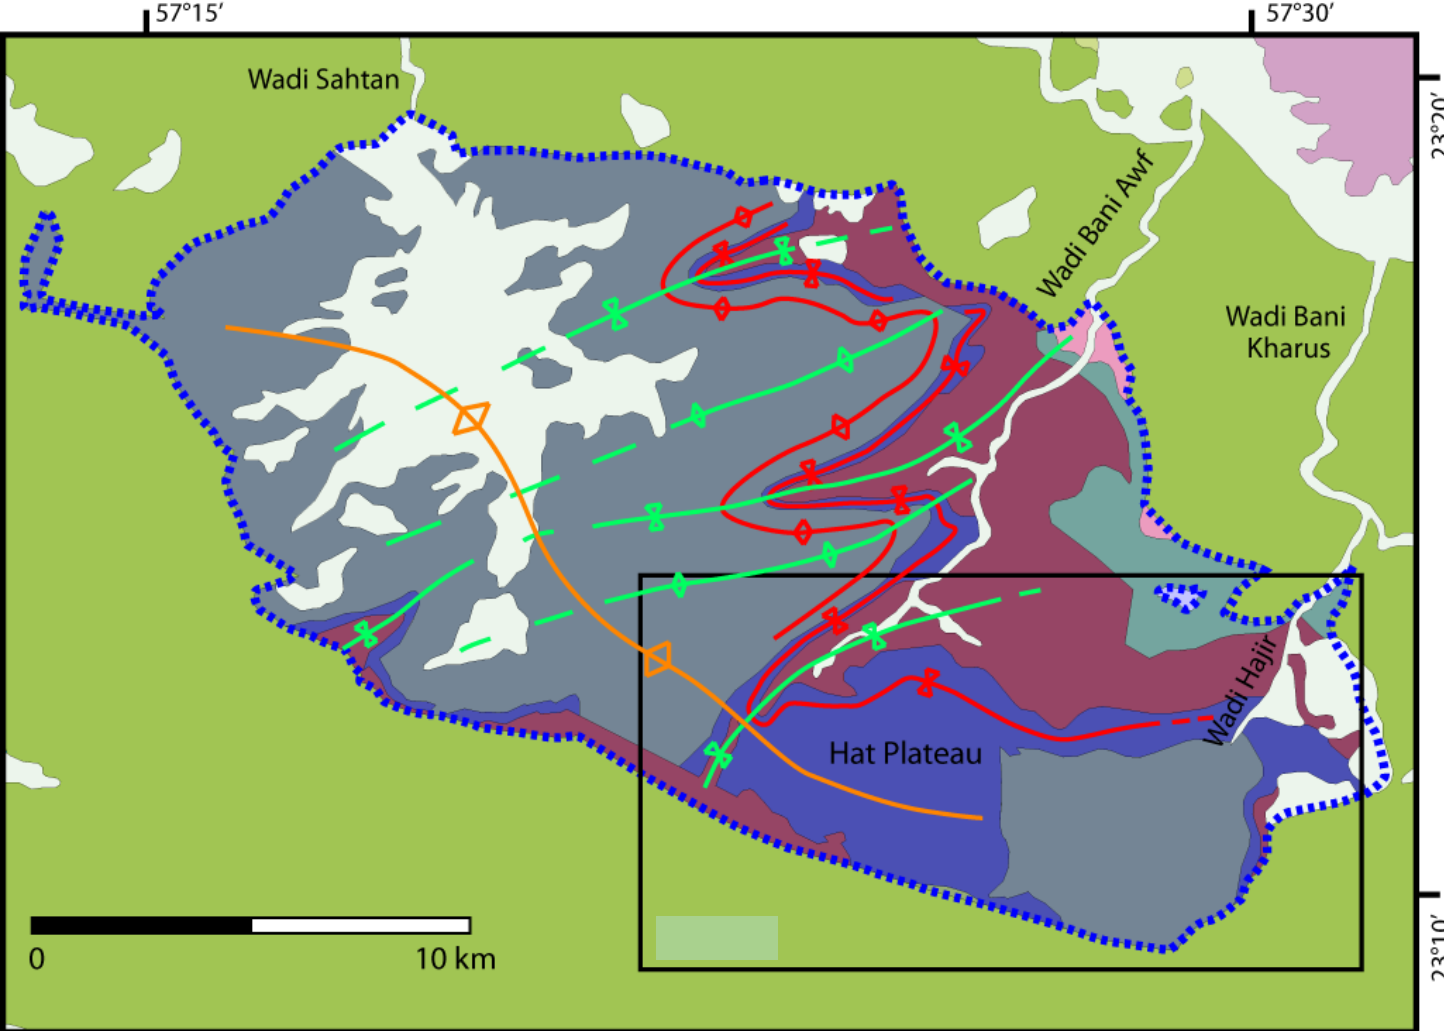 57°15′
57°30′
Wadi Sahtan
23°20′
Wadi Bani Awf
Wadi Bani
Kharus
Wadi Hajir
Hat Plateau
0
10 km
23°10′